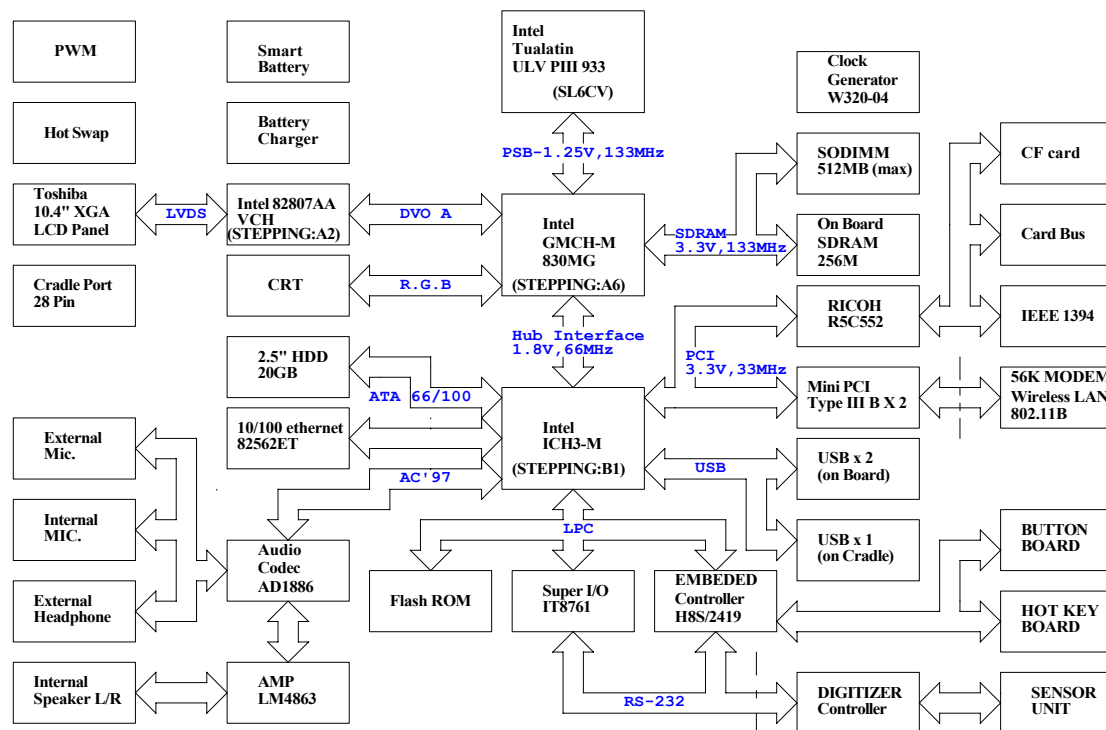 PWM
Smart
Battery
Intel
Tualatin
ULV PIII 933
(SL6CV)
Clock
Generator
W320-04
Hot Swap
Battery
Charger
PSB-1.25V,133MHz
SODIMM
512MB (max)
CF card
Toshiba
10.4" XGA
LCD Panel
LVDS
Intel 82807AA
VCH
(STEPPING:A2)
DVO A
Intel
GMCH-M
830MG
(STEPPING:A6)
SDRAM
3.3V,133MHz
On Board
SDRAM
256M
Card Bus
Cradle Port
28 Pin
CRT
R.G.B
RICOH
R5C552
IEEE 1394
Hub Interface
1.8V,66MHz
PCI
3.3V,33MHz
2.5" HDD
20GB
ATA 66/100
Mini PCI
Type III B X 2
56K MODEM
Wireless LAN
802.11B
10/100 ethernet
82562ET
Intel
ICH3-M
(STEPPING:B1)
External
Mic.
AC'97
USB
USB x 2
(on Board)
Internal
MIC.
LPC
USB x 1
(on Cradle)
BUTTON
BOARD
Audio
Codec
AD1886
Flash ROM
Super I/O
IT8761
EMBEDED
Controller
H8S/2419
External
Headphone
HOT KEY
BOARD
Internal
Speaker L/R
AMP
LM4863
RS-232
DIGITIZER
Controller
SENSOR
UNIT